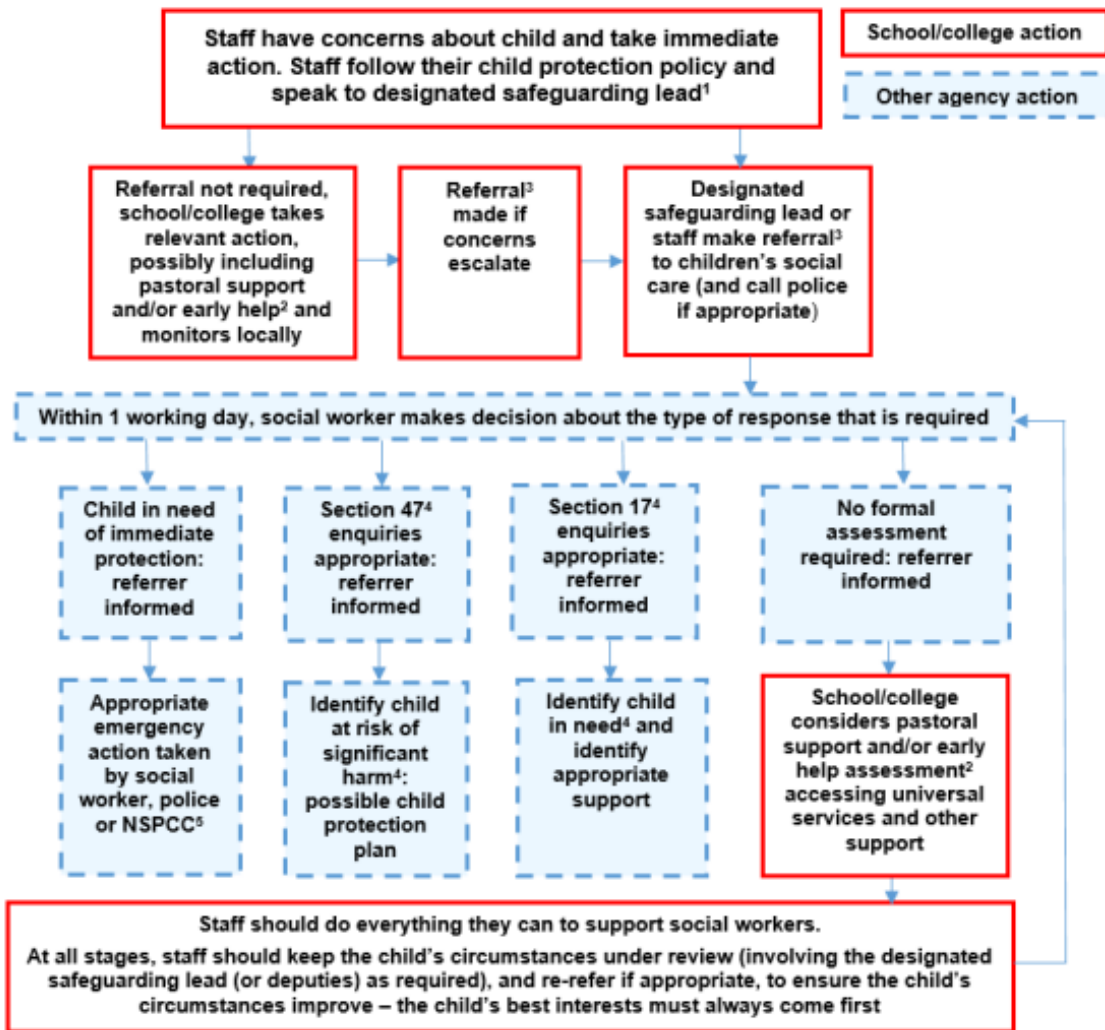 Staff have concerns about child and take immediate
action. Staff follow their child protection policy and
speak to designated safeguarding lead¹
School/college action
Other agency action
Referral not required,
school/college takes
relevant action,
possibly including
pastoral support
and/or early help² and
monitors locally
Referral³
made if
concerns
escalate
Designated
safeguarding lead or
staff make referral³
to children's social
care (and call police
if appropriate)
Within 1 working day, social worker makes decision about the type of response that is required
Child in need
of immediate
protection:
referrer
informed
Section 47⁴
enquiries
appropriate:
referrer
informed
Section 17⁴
enquiries
appropriate:
referrer
informed
No formal
assessment
required: referrer
informed
Appropriate
emergency
action taken
by social
worker, police
or NSPCC⁵
Identify child
at risk of
significant
harm⁴:
possible child
protection
plan
Identify child
in need⁴ and
identify
appropriate
support
School/college
considers pastoral
support and/or early
help assessment²
accessing universal
services and other
support
Staff should do everything they can to support social workers.
At all stages, staff should keep the child's circumstances under review (involving the designated
safeguarding lead (or deputies) as required), and re-refer if appropriate, to ensure the child's
circumstances improve – the child's best interests must always come first